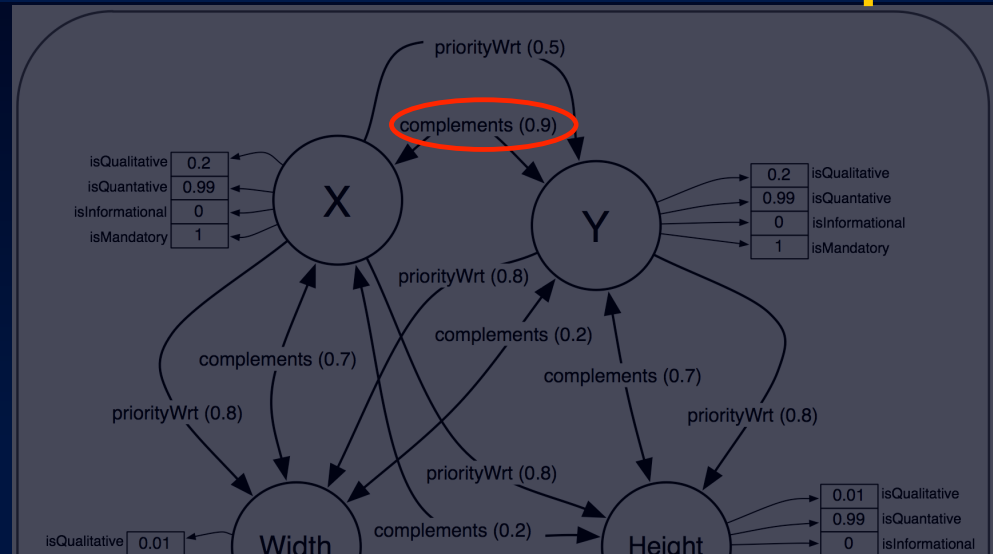 priorityWrt (0.5)
complements (0.9)
isQualitative 0.2
isQuantative 0.99
isInformational 0
isMandatory 1
X
Y
0.2 isQualitative
0.99 isQuantative
0 isInformational
1 isMandatory
priorityWrt (0.8)
complements (0.2)
complements (0.7)
complements (0.7)
priorityWrt (0.8)
priorityWrt (0.8)
priorityWrt (0.8)
complements (0.2)
isQualitative 0.01
Width
Height
0.01 isQualitative
0.99 isQuantative
0 isInformational